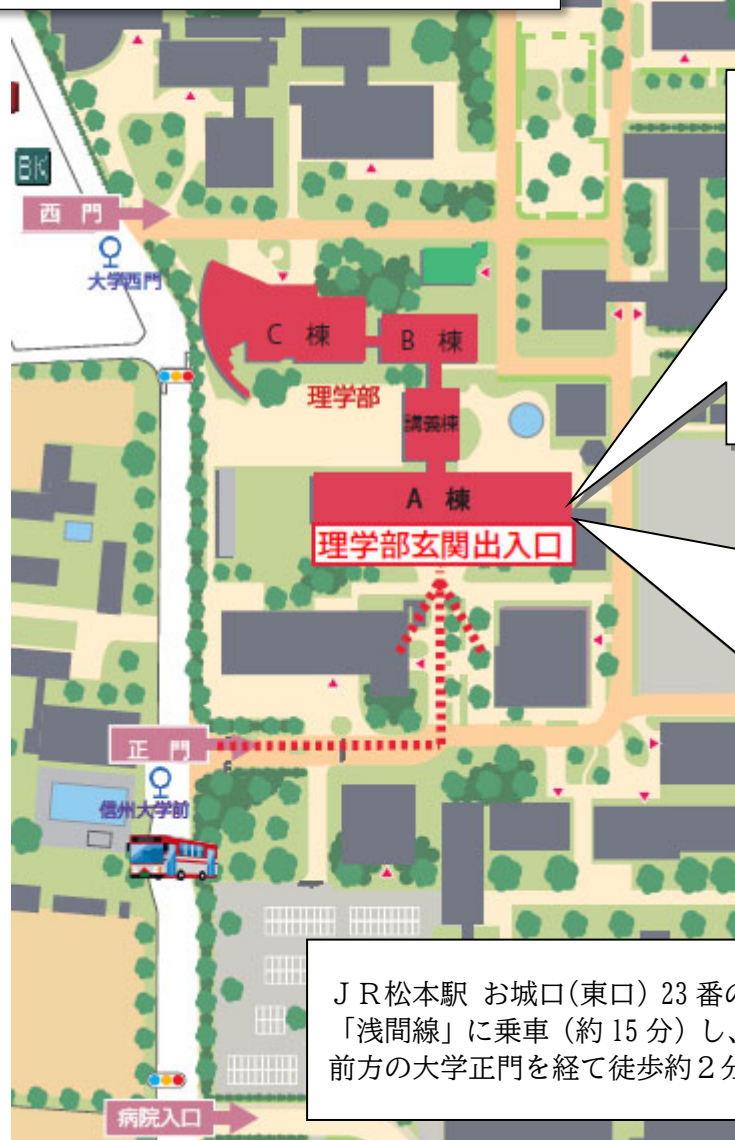 BK
西 門
大学西門
C 棟
B 棟
理学部
講義棟
A 棟
理学部玄関出入口
正 門
信州大学前
ＪＲ松本駅 お城口(東口) 23 番の
「浅間線」に乗車（約 15 分）し、
前方の大学正門を経て徒歩約２分
病院入口